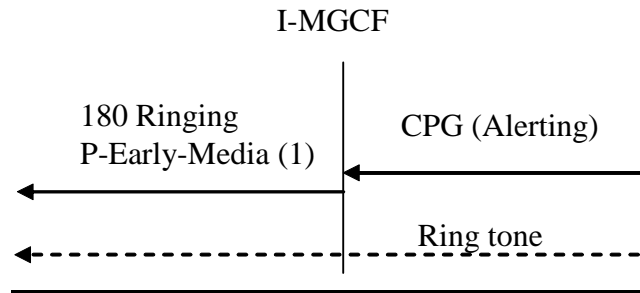 I-MGCF
180 Ringing
P-Early-Media (1)
CPG (Alerting)
Ring tone